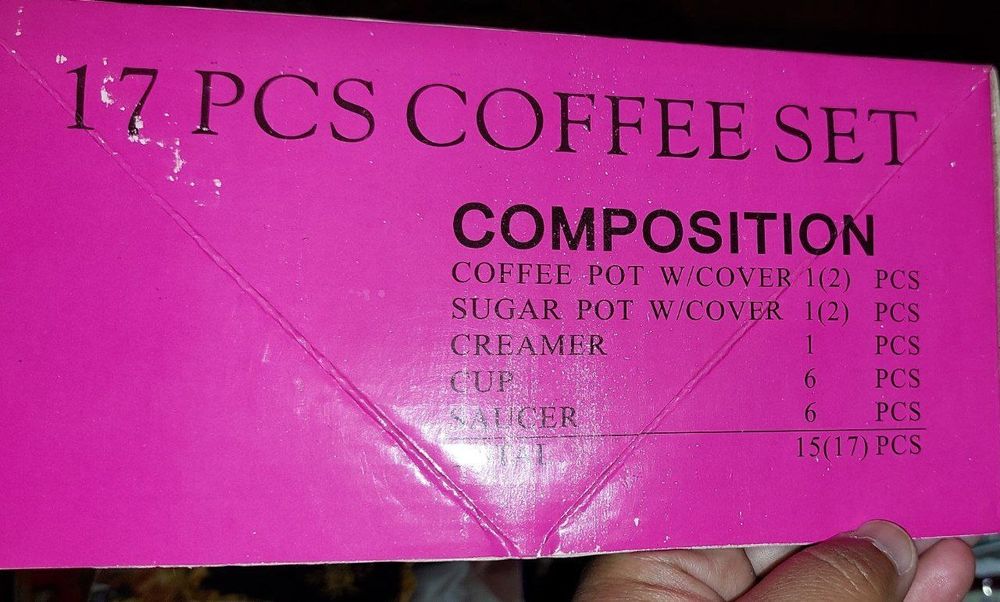 17 PCS COFFEE SET
COMPOSITION
COFFEE POT W/COVER 1(2) PCS
SUGAR POT W/COVER 1(2) PCS
CREAMER 1 PCS
CUP 6 PCS
SAUCER 6 PCS
15(17) PCS